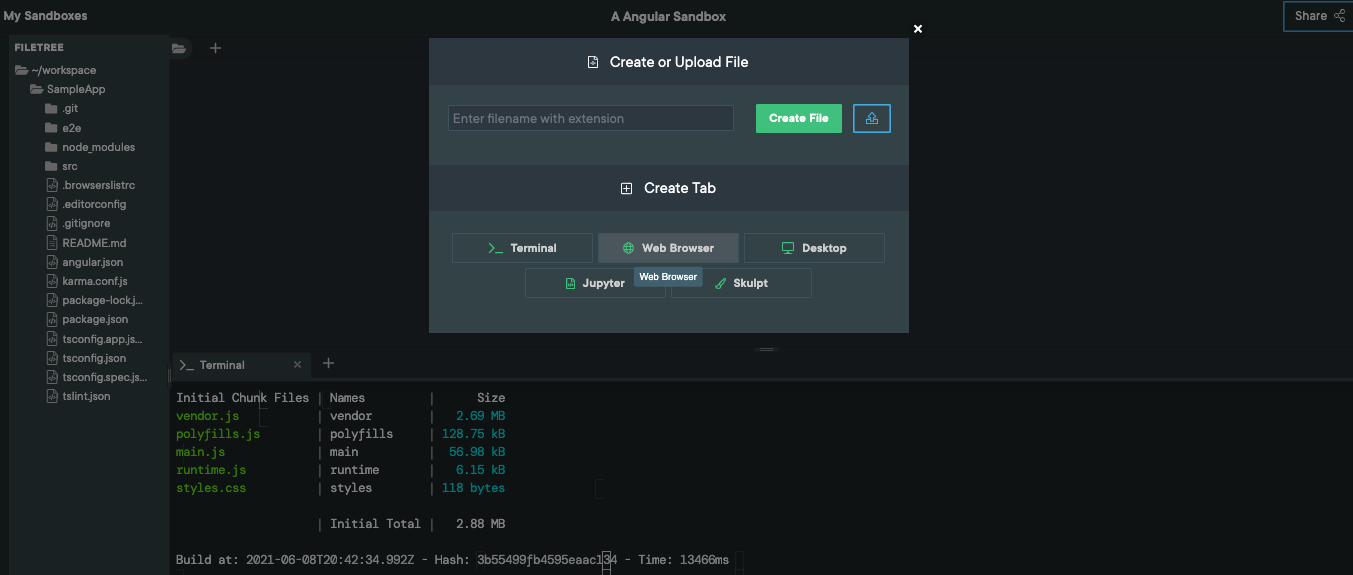 My Sandboxes
A Angular Sandbox
Share
FILETREE
~/workspace
SampleApp
.git
e2e
node_modules
src
.browserslistrc
.editorconfig
.gitignore
README.md
angular.json
karma.conf.js
package-lock.j...
package.json
tsconfig.app.js...
tsconfig.json
tsconfig.spec.js...
tslint.json
Create or Upload File
Enter filename with extension
Create File
Create Tab
Terminal
Web Browser
Desktop
Web Browser
Jupyter
Skulpt
>_ Terminal
Initial Chunk Files | Names | Size
vendor.js | vendor | 2.69 MB
polyfills.js | polyfills | 128.75 kB
main.js | main | 56.98 kB
runtime.js | runtime | 6.15 kB
styles.css | styles | 118 bytes
| Initial Total | 2.88 MB
Build at: 2021-06-08T20:42:34.992Z - Hash: 3b55499fb4595eaac134 - Time: 13466ms